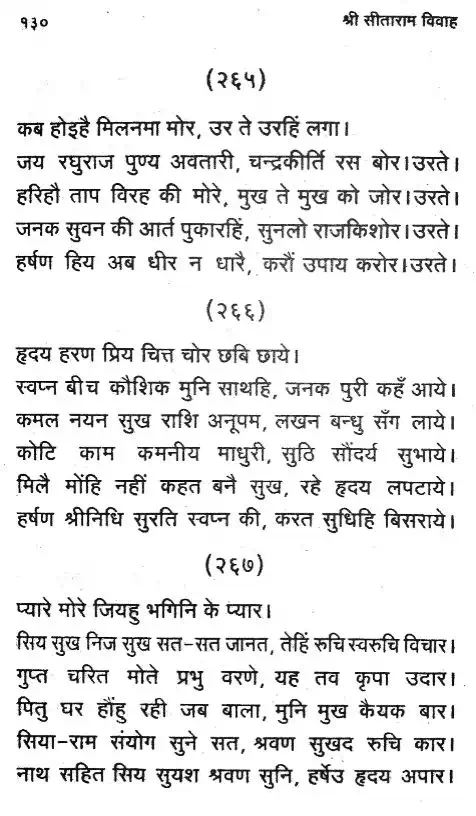 १३०
श्री सीताराम विवाह
(२६५)
कब होइहै मिलनमा मोर, उर ते उरहिं लगा।
जय रघुराज पुण्य अवतारी, चन्द्रकीर्ति रस बोर।उरते।
हरिहौ ताप विरह की मोरे, मुख ते मुख को जोर।उरते।
जनक सुवन की आर्त पुकारहिं, सुनलो राजकिशोर।उरते।
हर्षण हिय अब धीर न धारै, करौं उपाय करोर।उरते।
(२६६)
हृदय हरण प्रिय चित्त चोर छबि छाये।
स्वप्न बीच कौशिक मुनि साथहि, जनक पुरी कहँ आये।
कमल नयन सुख राशि अनूपम, लखन बन्धु सँग लाये।
कोटि काम कमनीय माधुरी, सुठि सौंदर्य सुभाये।
मिलै मोंहि नहीं कहत बनै सुख, रहे हृदय लपटाये।
हर्षण श्रीनिधि सुरति स्वप्न की, करत सुधिहि बिसराये।
(२६७)
प्यारे मोरे जियहु भगिनि के प्यार।
सिय सुख निज सुख सत-सत जानत, तेहिं रुचि स्वरुचि विचार।
गुप्त चरित मोते प्रभु वरणे, यह तव कृपा उदार।
पितु घर हौंहु रही जब बाला, मुनि मुख कैयक बार।
सिया-राम संयोग सुने सत, श्रवण सुखद रुचि कार।
नाथ सहित सिय सुयश श्रवण सुनि, हर्षेउ हृदय अपार।